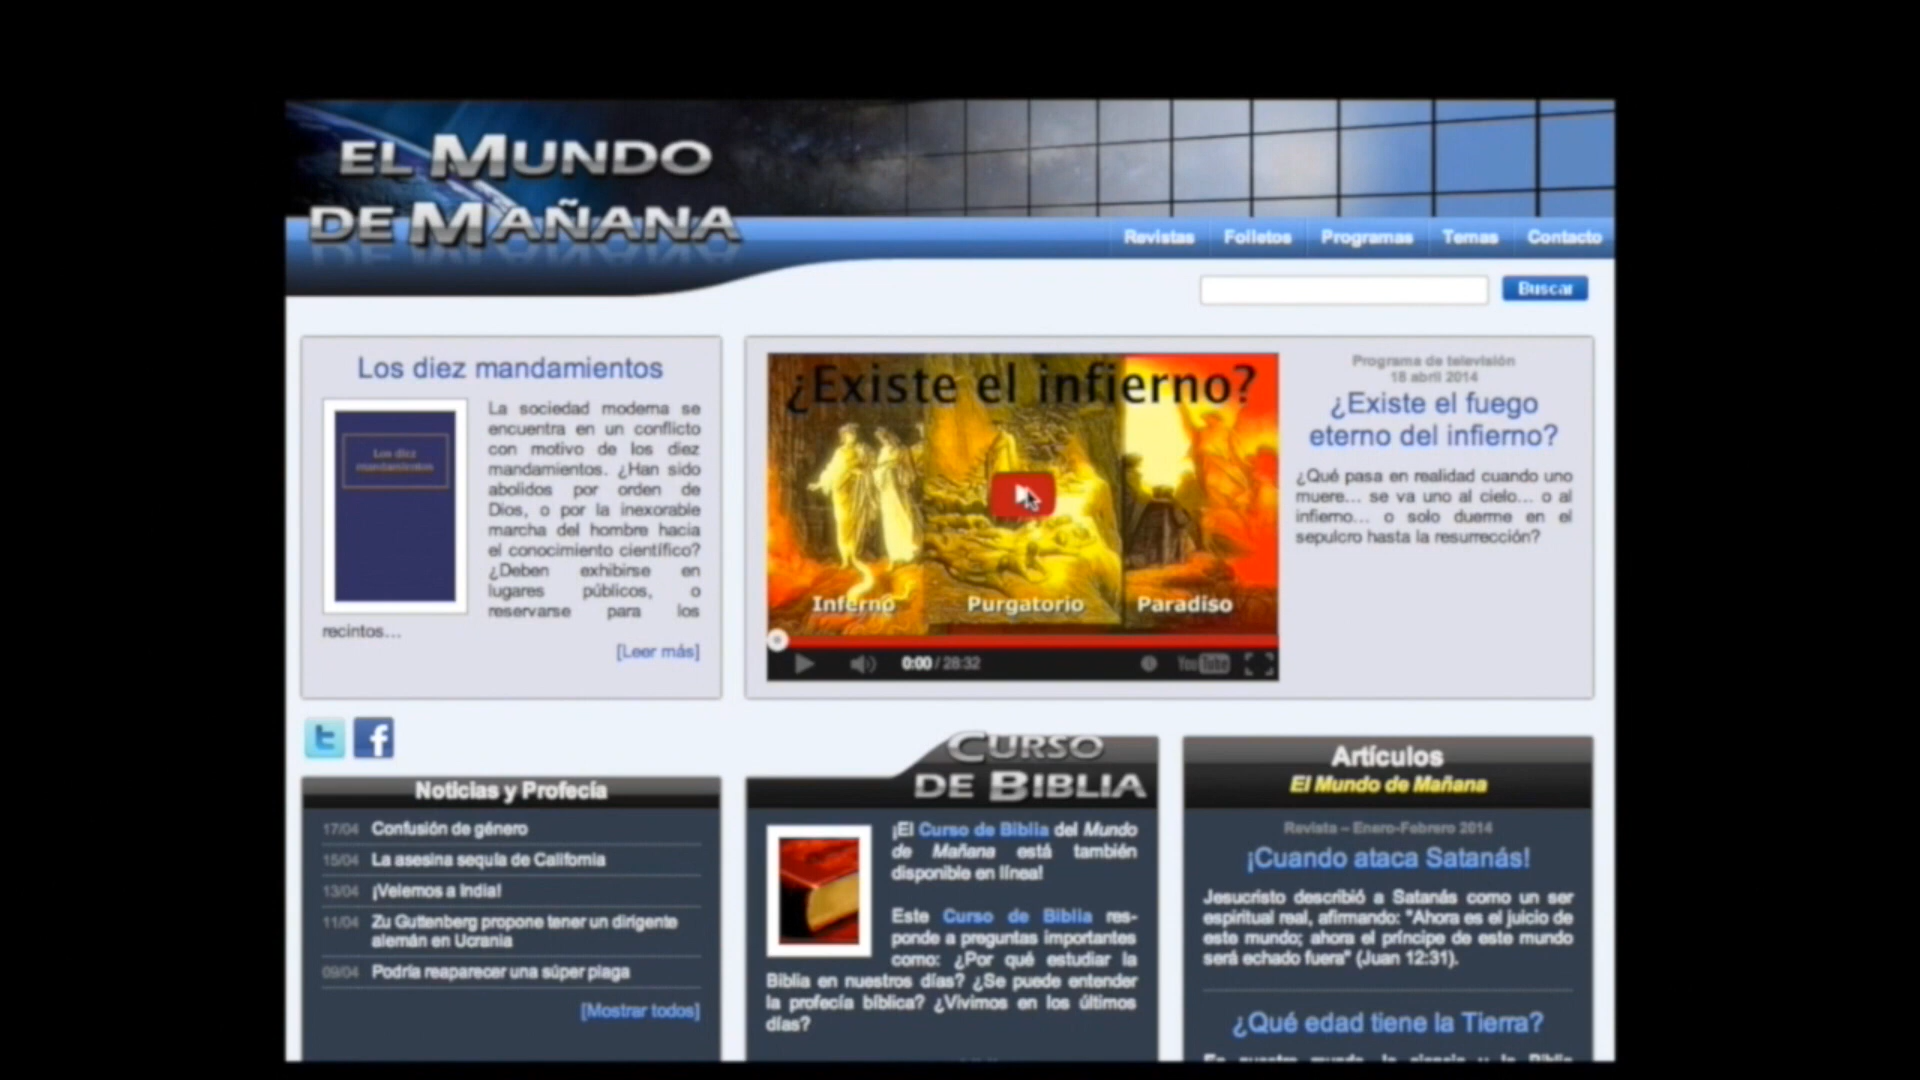 EL MUNDO
DE MAÑANA
Revistas
Folletos
Programas
Temas
Contacto
Buscar
Los diez mandamientos
Los diez
mandamientos
La sociedad moderna se
encuentra en un conflicto
con motivo de los diez
mandamientos. ¿Han sido
abolidos por orden de
Dios, o por la inexorable
marcha del hombre hacia
el conocimiento científico?
¿Deben exhibirse en
lugares públicos, o
reservarse para los
recintos...
[Leer más]
¿Existe el infierno?
Inferno
Purgatorio
Paradiso
0:00 / 28:32
YouTube
Programa de televisión
18 abril 2014
¿Existe el fuego
eterno del infierno?
¿Qué pasa en realidad cuando uno
muere... se va uno al cielo... o al
infierno... o solo duerme en el
sepulcro hasta la resurrección?
Noticias y Profecía
17/04 Confusión de género
15/04 La asesina sequía de California
13/04 ¡Velemos a India!
11/04 Zu Guttenberg propone tener un dirigente
alemán en Ucrania
09/04 Podría reaparecer una súper plaga
[Mostrar todos]
CURSO
DE BIBLIA
¡El Curso de Biblia del Mundo
de Mañana está también
disponible en línea!
Este Curso de Biblia res-
ponde a preguntas importantes
como: ¿Por qué estudiar la
Biblia en nuestros días? ¿Se puede entender
la profecía bíblica? ¿Vivimos en los últimos
días?
Artículos
El Mundo de Mañana
Revista – Enero-Febrero 2014
¡Cuando ataca Satanás!
Jesucristo describió a Satanás como un ser
espiritual real, afirmando: "Ahora es el juicio de
este mundo; ahora el príncipe de este mundo
será echado fuera" (Juan 12:31).
¿Qué edad tiene la Tierra?